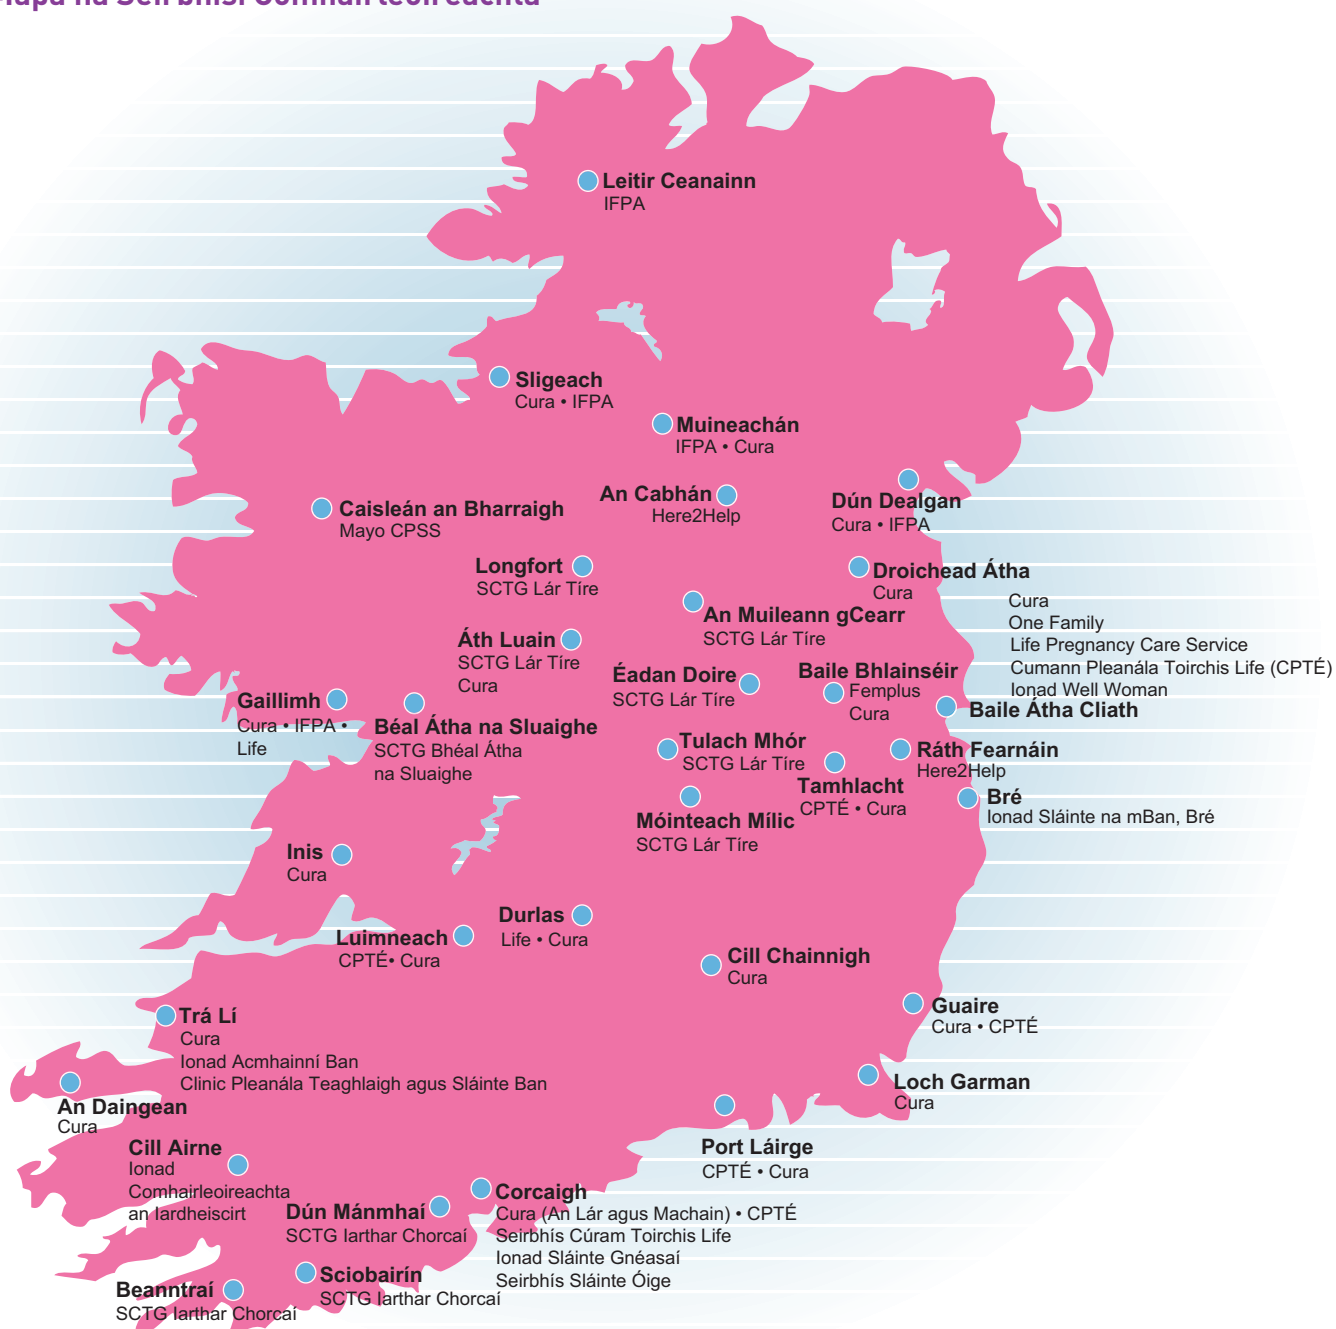 Mapa na Seirbhísí Comhairleoireachta
Leitir Ceanainn
IFPA
Sligeach
Cura • IFPA
Muineachán
IFPA • Cura
An Cabhán
Here2Help
Dún Dealgan
Cura • IFPA
Caisleán an Bharraigh
Mayo CPSS
Longfort
SCTG Lár Tíre
Droichead Átha
Cura
An Muileann gCearr
SCTG Lár Tíre
Cura
One Family
Life Pregnancy Care Service
Cumann Pleanála Toirchis Life (CPTÉ)
Ionad Well Woman
Baile Átha Cliath
Áth Luain
SCTG Lár Tíre
Cura
Éadan Doire
SCTG Lár Tíre
Baile Bhlainséir
Femplus
Cura
Gaillimh
Cura • IFPA •
Life
Béal Átha na Sluaighe
SCTG Bhéal Átha
na Sluaighe
Tulach Mhór
SCTG Lár Tíre
Ráth Fearnáin
Here2Help
Tamhlacht
CPTÉ • Cura
Bré
Ionad Sláinte na mBan, Bré
Móinteach Mílic
SCTG Lár Tíre
Inis
Cura
Durlas
Life • Cura
Luimneach
CPTÉ• Cura
Cill Chainnigh
Cura
Guaire
Cura • CPTÉ
Trá Lí
Cura
Ionad Acmhainní Ban
Clinic Pleanála Teaghlaigh agus Sláinte Ban
Loch Garman
Cura
An Daingean
Cura
Port Láirge
CPTÉ • Cura
Cill Airne
Ionad
Comhairleoireachta
an Iardheiscirt
Corcaigh
Cura (An Lár agus Machain) • CPTÉ
Seirbhís Cúram Toirchis Life
Ionad Sláinte Gnéasaí
Seirbhís Sláinte Óige
Dún Mánmhaí
SCTG Iarthar Chorcaí
Sciobairín
SCTG Iarthar Chorcaí
Beanntraí
SCTG Iarthar Chorcaí